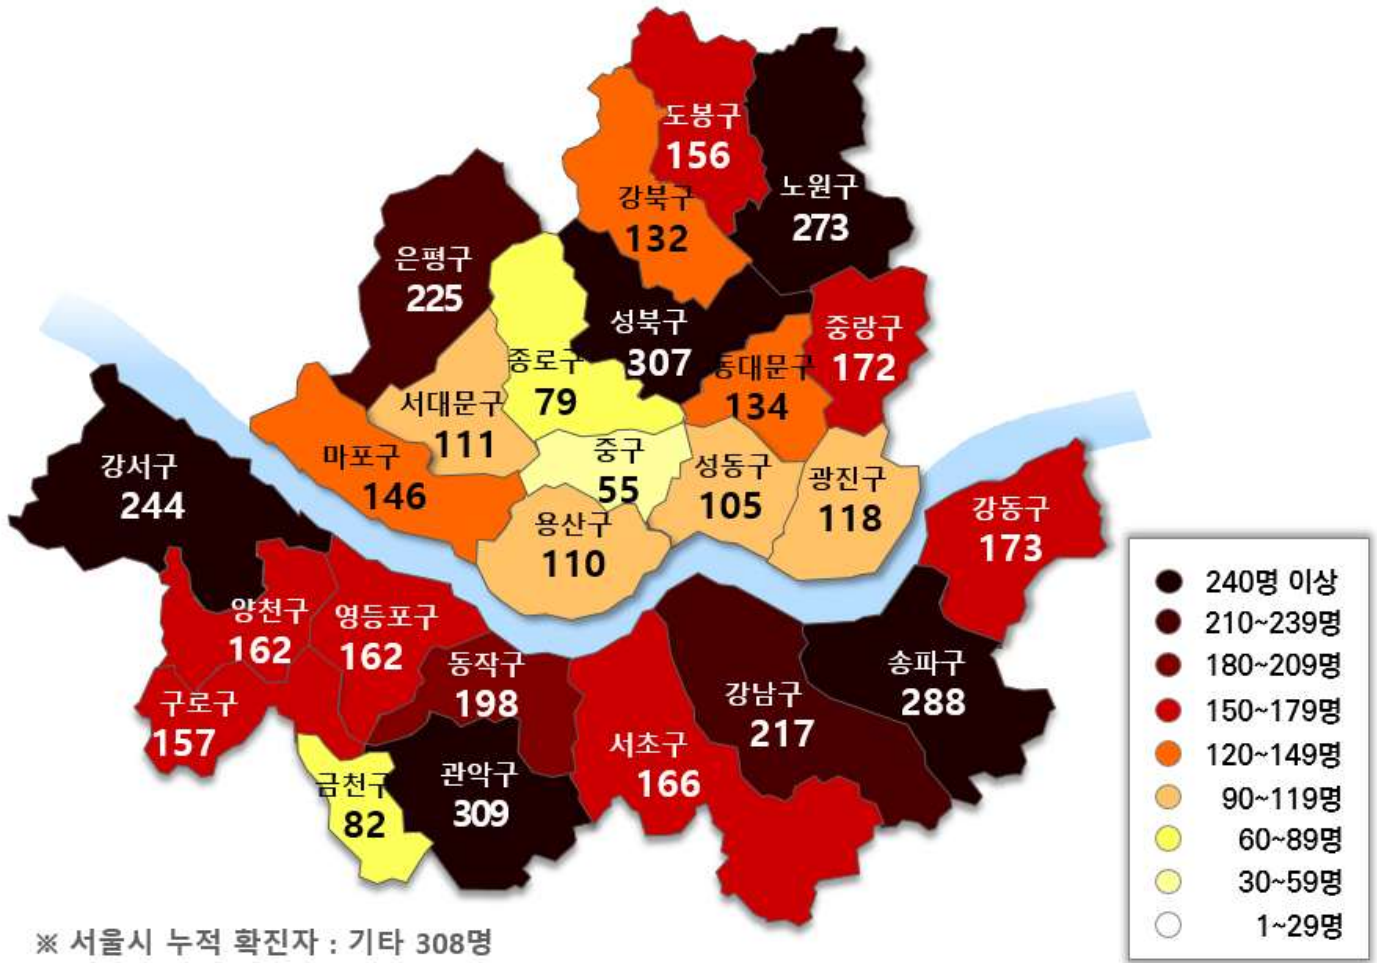 도봉구
156
노원구
273
강북구
132
은평구
225
성북구
307
중랑구
172
종로구
79
동대문구
134
서대문구
111
마포구
146
중구
55
성동구
105
광진구
118
강서구
244
용산구
110
강동구
173
양천구
162
영등포구
162
동작구
198
송파구
288
강남구
217
구로구
157
서초구
166
금천구
82
관악구
309
240명 이상
210~239명
180~209명
150~179명
120~149명
90~119명
60~89명
30~59명
1~29명
※ 서울시 누적 확진자 : 기타 308명